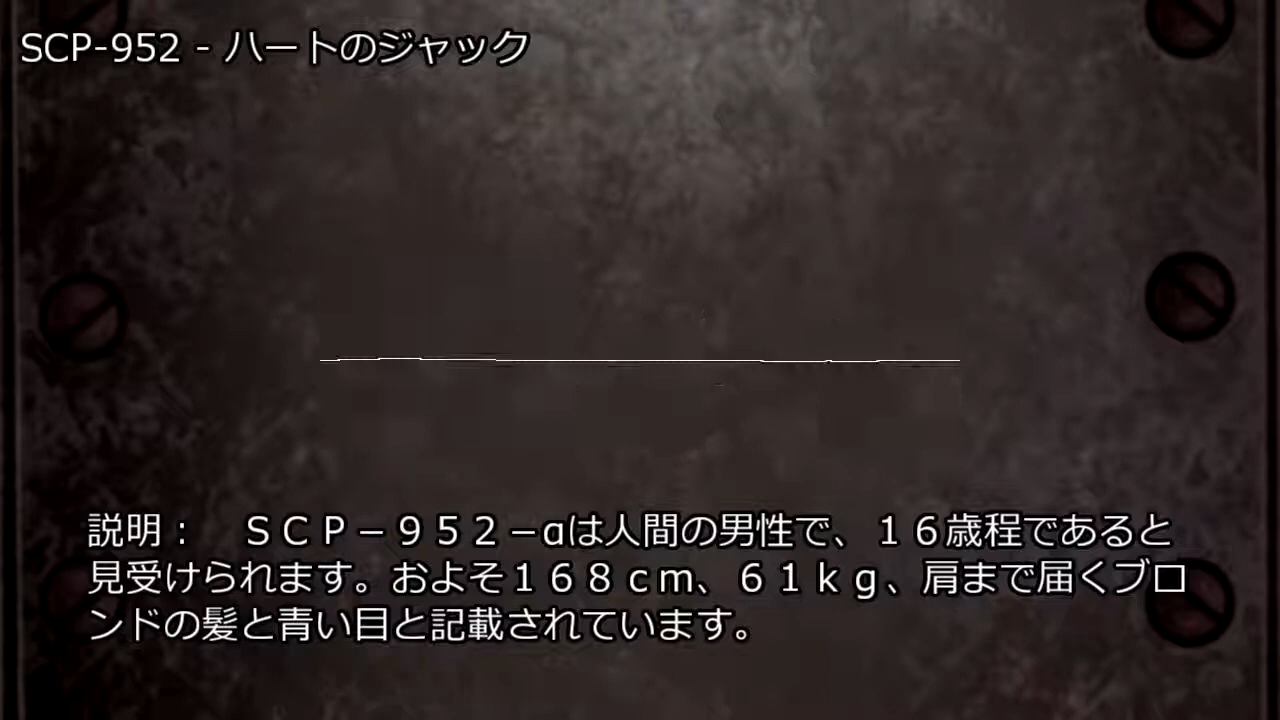 SCP-952 - ハートのジャック
説明：　ＳＣＰ－９５２－αは人間の男性で、１６歳程であると
見受けられます。およそ１６８ｃｍ、６１ｋｇ、肩まで届くブロ
ンドの髪と青い目と記載されています。